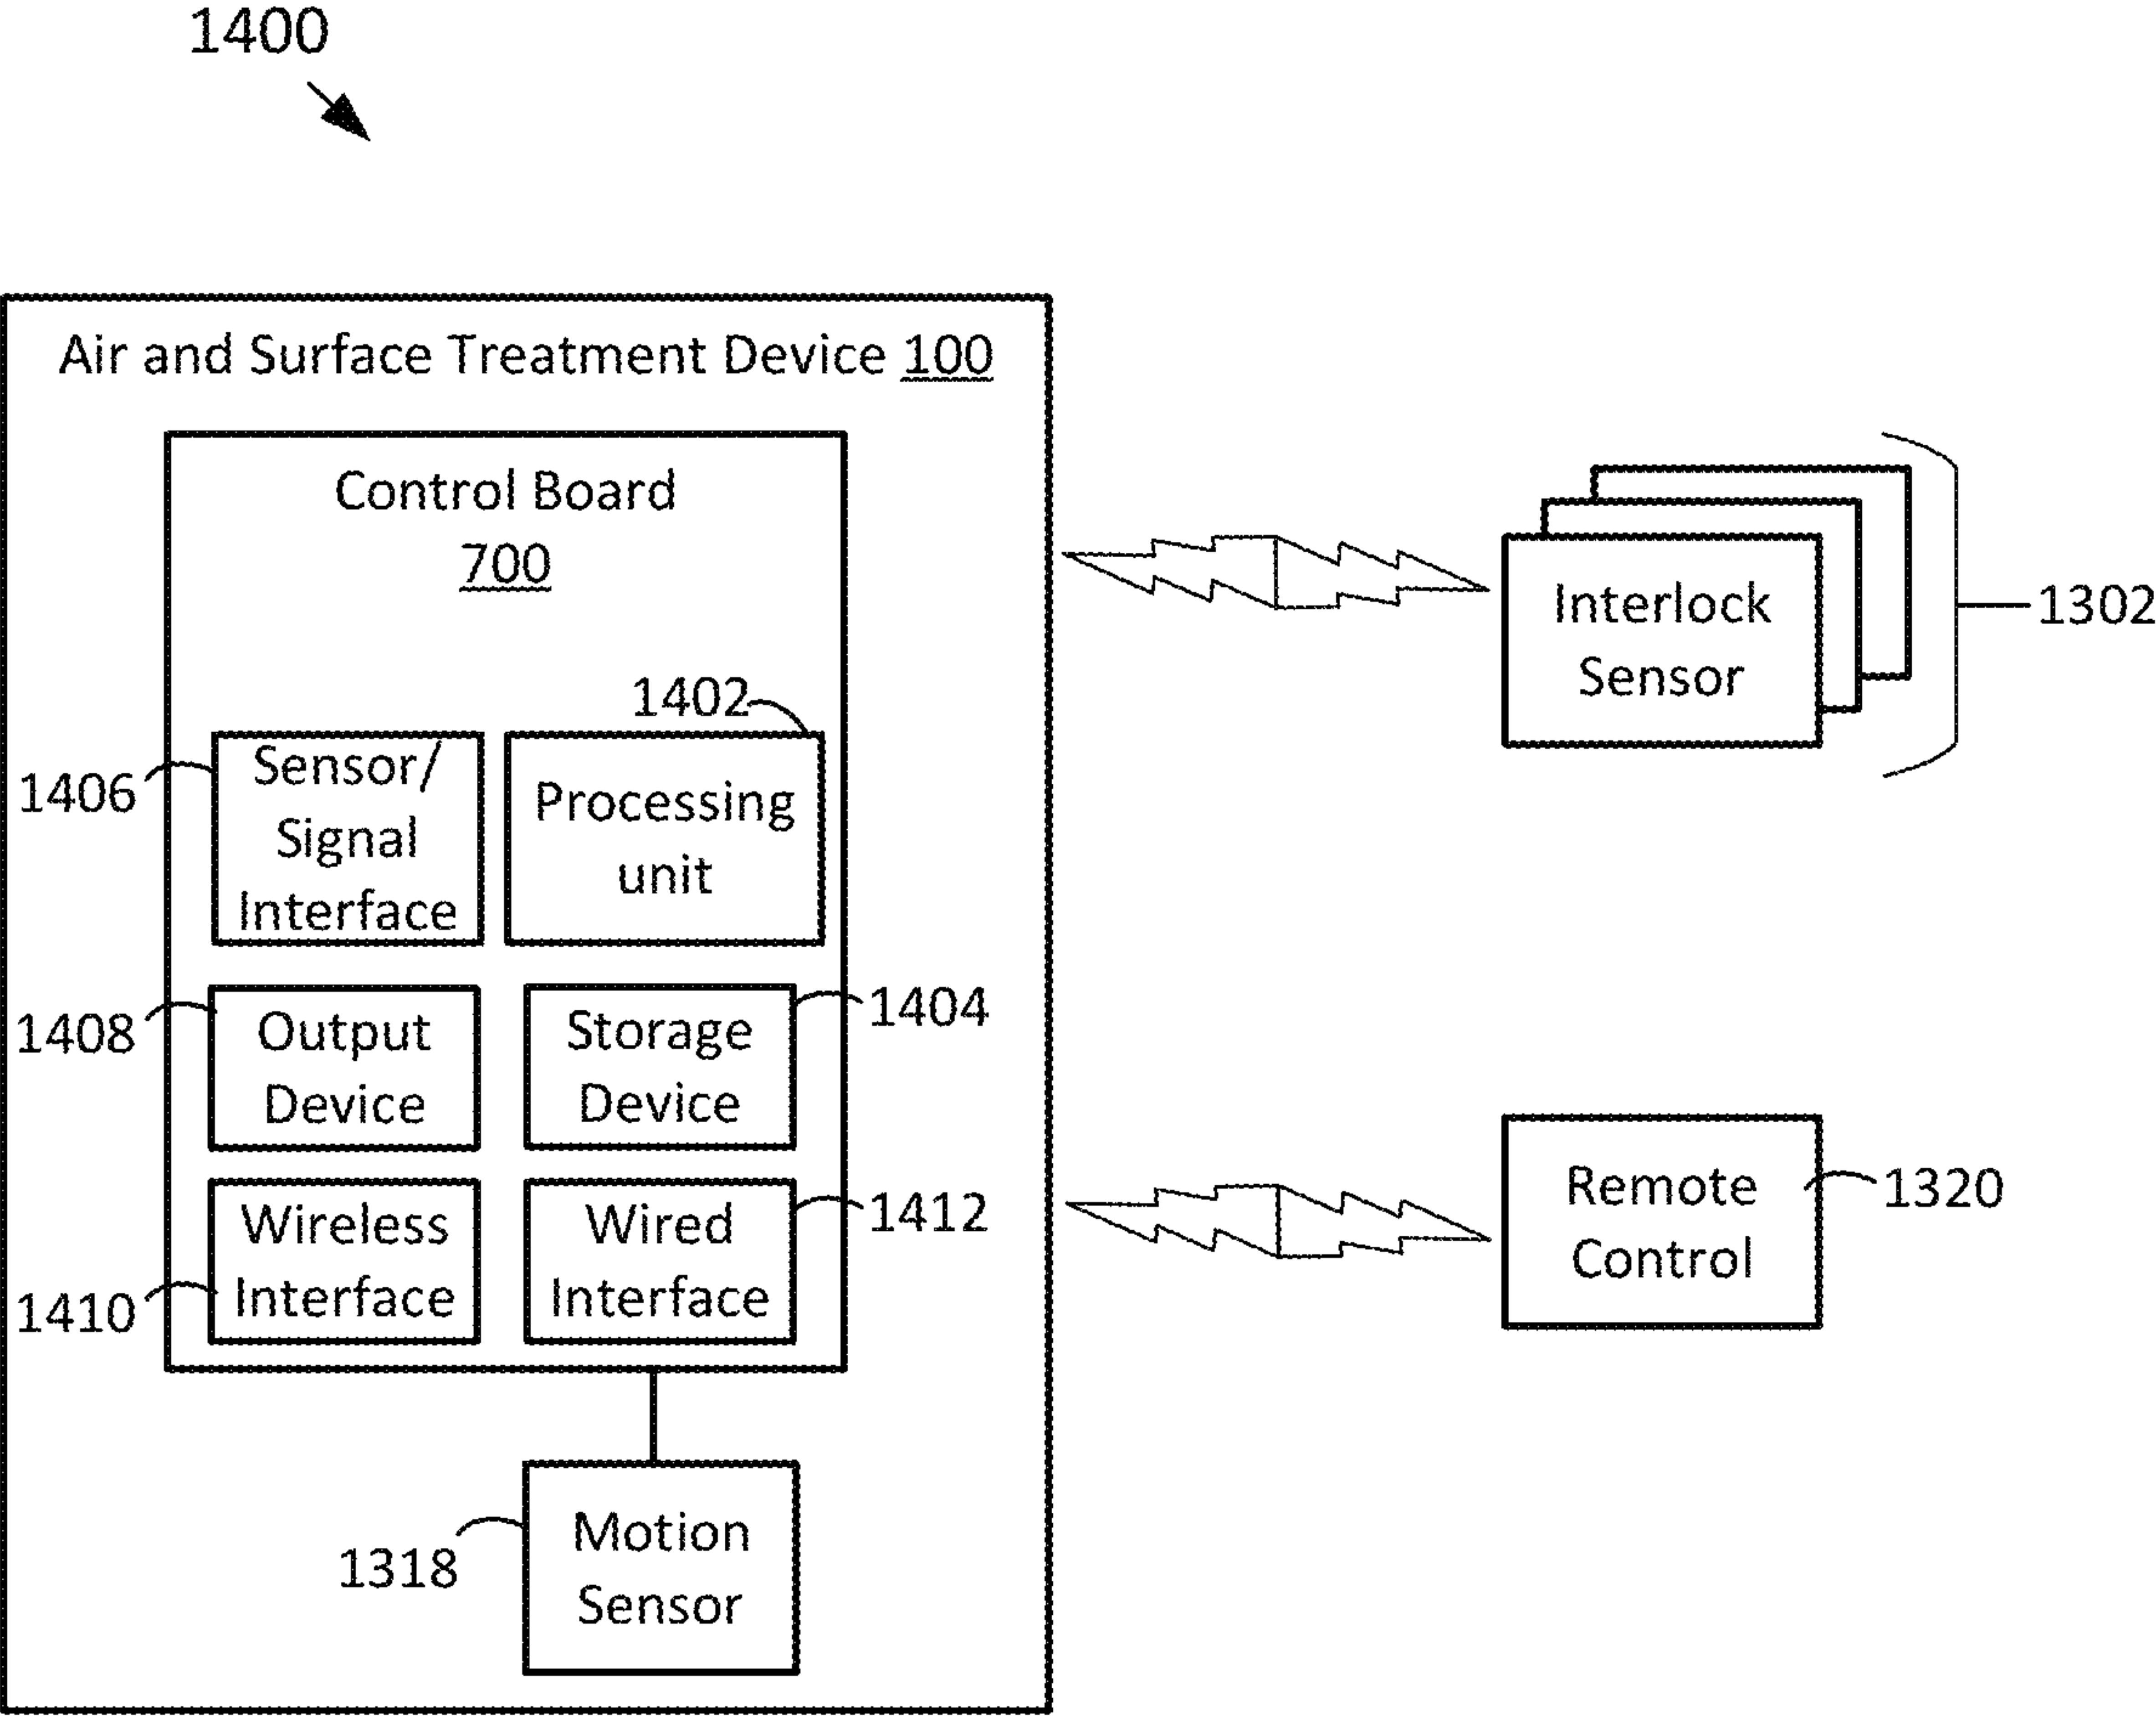 1400
Air and Surface Treatment Device 100
Control Board
700
1402
1406
Sensor/
Signal
Interface
Processing
unit
1408
Output
Device
Storage
Device
1404
1410
Wireless
Interface
Wired
Interface
1412
1318
Motion
Sensor
Interlock
Sensor
1302
Remote
Control
1320